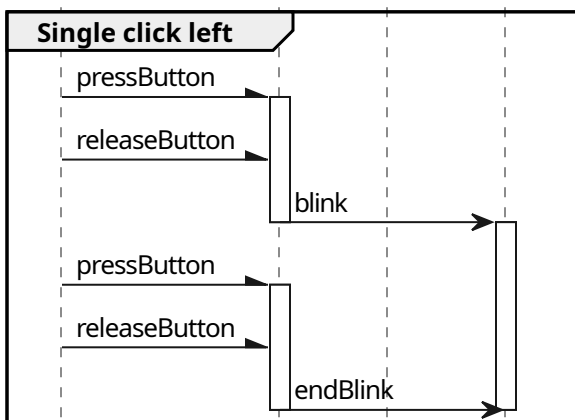 Single click left
pressButton
releaseButton
blink
pressButton
releaseButton
endBlink